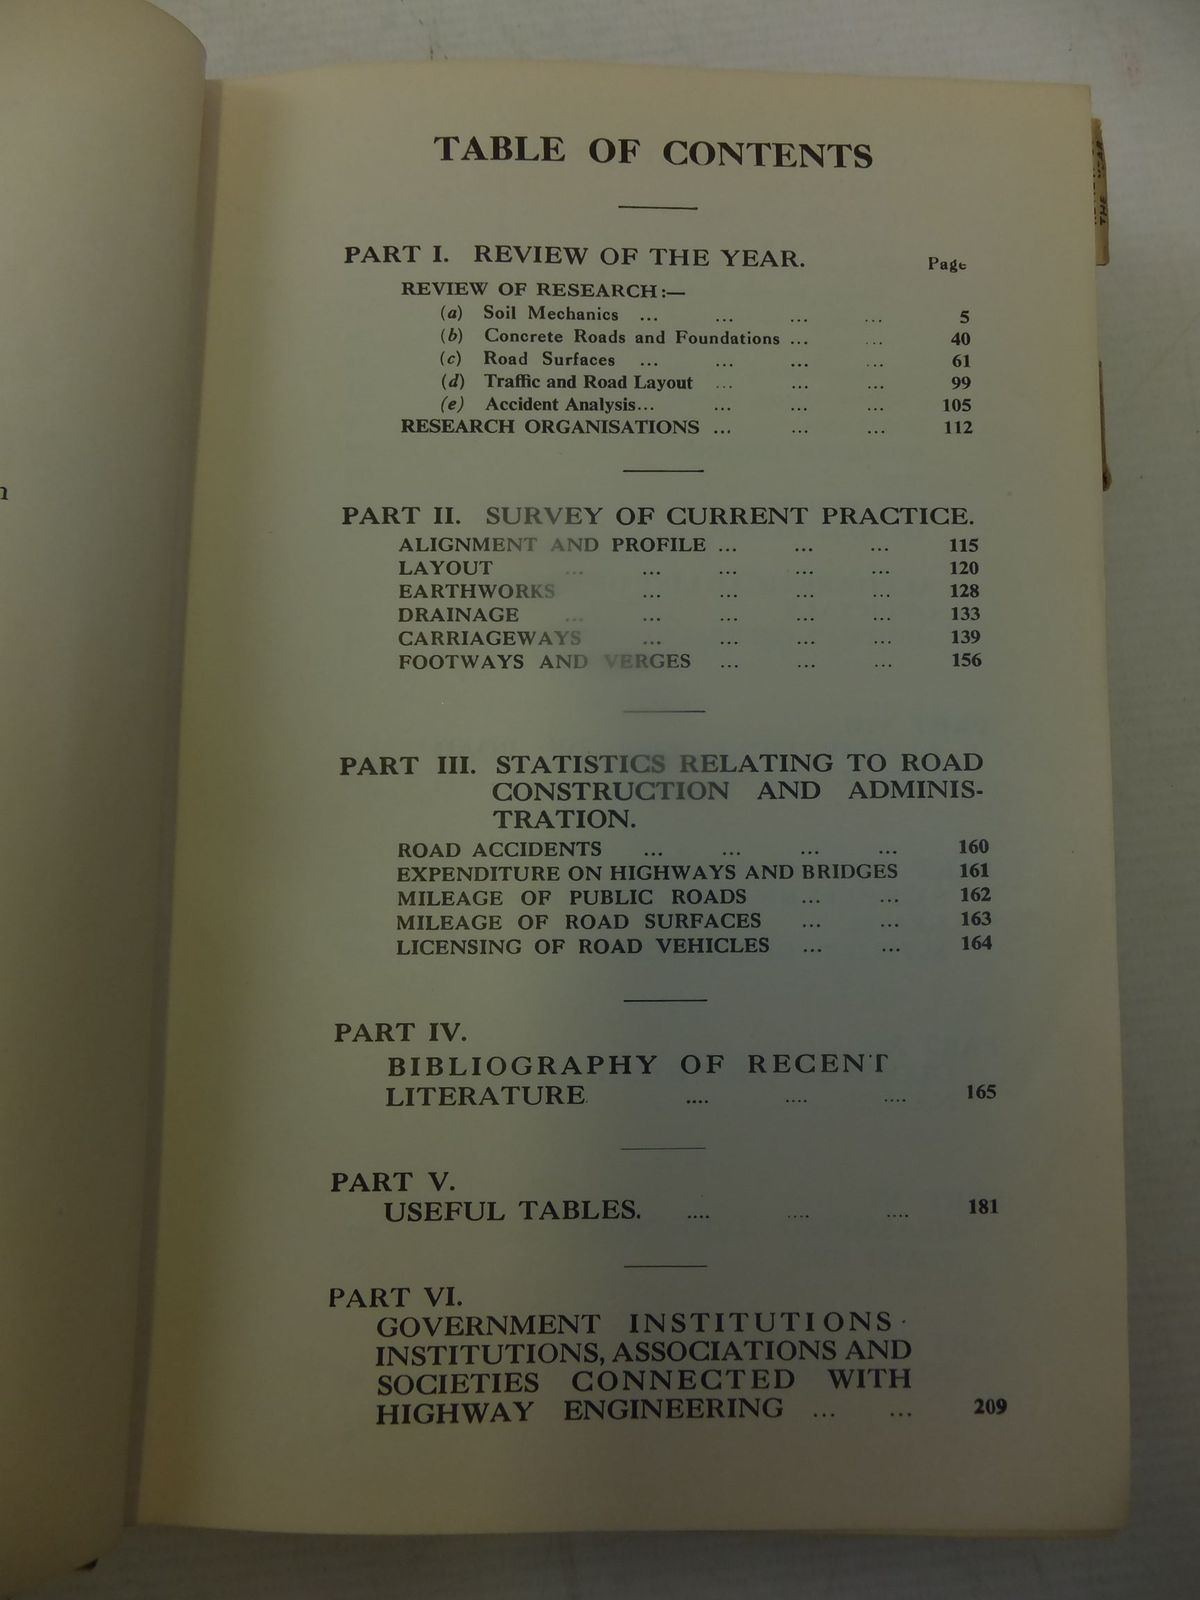 TABLE OF CONTENTS
PART I. REVIEW OF THE YEAR.
Page
REVIEW OF RESEARCH:—
(a) Soil Mechanics ... ... ... ... 5
(b) Concrete Roads and Foundations ... ... 40
(c) Road Surfaces ... ... ... ... 61
(d) Traffic and Road Layout ... ... ... 99
(e) Accident Analysis... ... ... ... 105
RESEARCH ORGANISATIONS ... ... ... 112
PART II. SURVEY OF CURRENT PRACTICE.
ALIGNMENT AND PROFILE ... ... ... 115
LAYOUT ... ... ... ... ... 120
EARTHWORKS ... ... ... ... 128
DRAINAGE ... ... ... ... ... 133
CARRIAGEWAYS ... ... ... ... 139
FOOTWAYS AND VERGES ... ... ... 156
PART III. STATISTICS RELATING TO ROAD
CONSTRUCTION AND ADMINIS-
TRATION.
ROAD ACCIDENTS ... ... ... ... 160
EXPENDITURE ON HIGHWAYS AND BRIDGES 161
MILEAGE OF PUBLIC ROADS ... ... 162
MILEAGE OF ROAD SURFACES ... ... 163
LICENSING OF ROAD VEHICLES ... ... 164
PART IV.
BIBLIOGRAPHY OF RECENT
LITERATURE .... .... .... 165
PART V.
USEFUL TABLES. .... .... .... 181
PART VI.
GOVERNMENT INSTITUTIONS
INSTITUTIONS, ASSOCIATIONS AND
SOCIETIES CONNECTED WITH
HIGHWAY ENGINEERING ... ... 209
THE YEAR